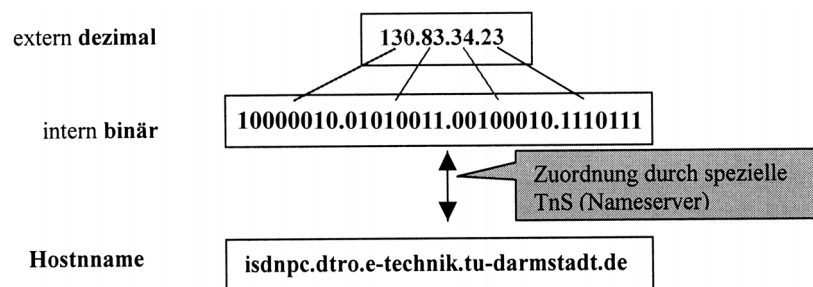 extern dezimal
130.83.34.23
intern binär
10000010.01010011.00100010.1110111
Zuordnung durch spezielle
TnS (Nameserver)
Hostnname
isdnpc.dtro.e-technik.tu-darmstadt.de